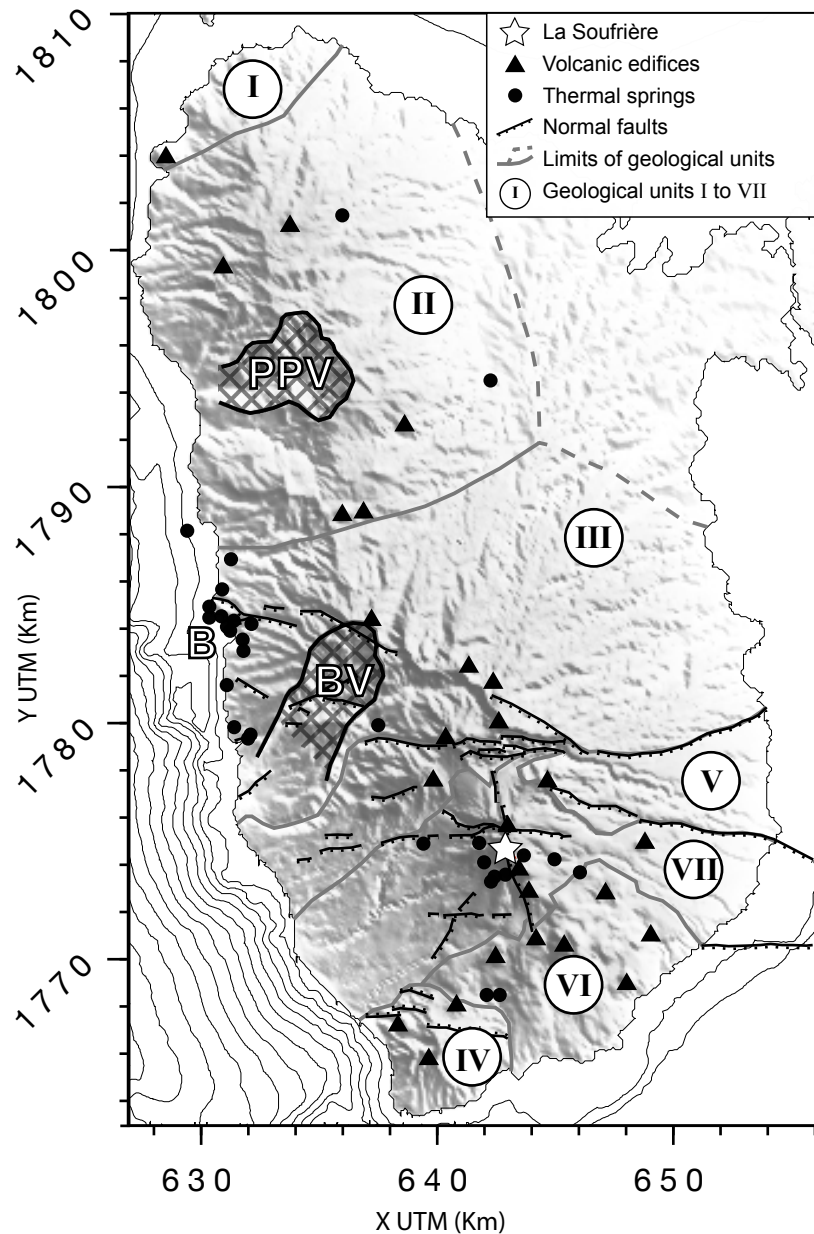 1810
La Soufrière
Volcanic edifices
Thermal springs
Normal faults
Limits of geological units
I Geological units I to VII
I
1800
II
PPV
1790
III
B
BV
Y UTM (Km)
1780
V
VII
1770
VI
IV
630 640 650
X UTM (Km)